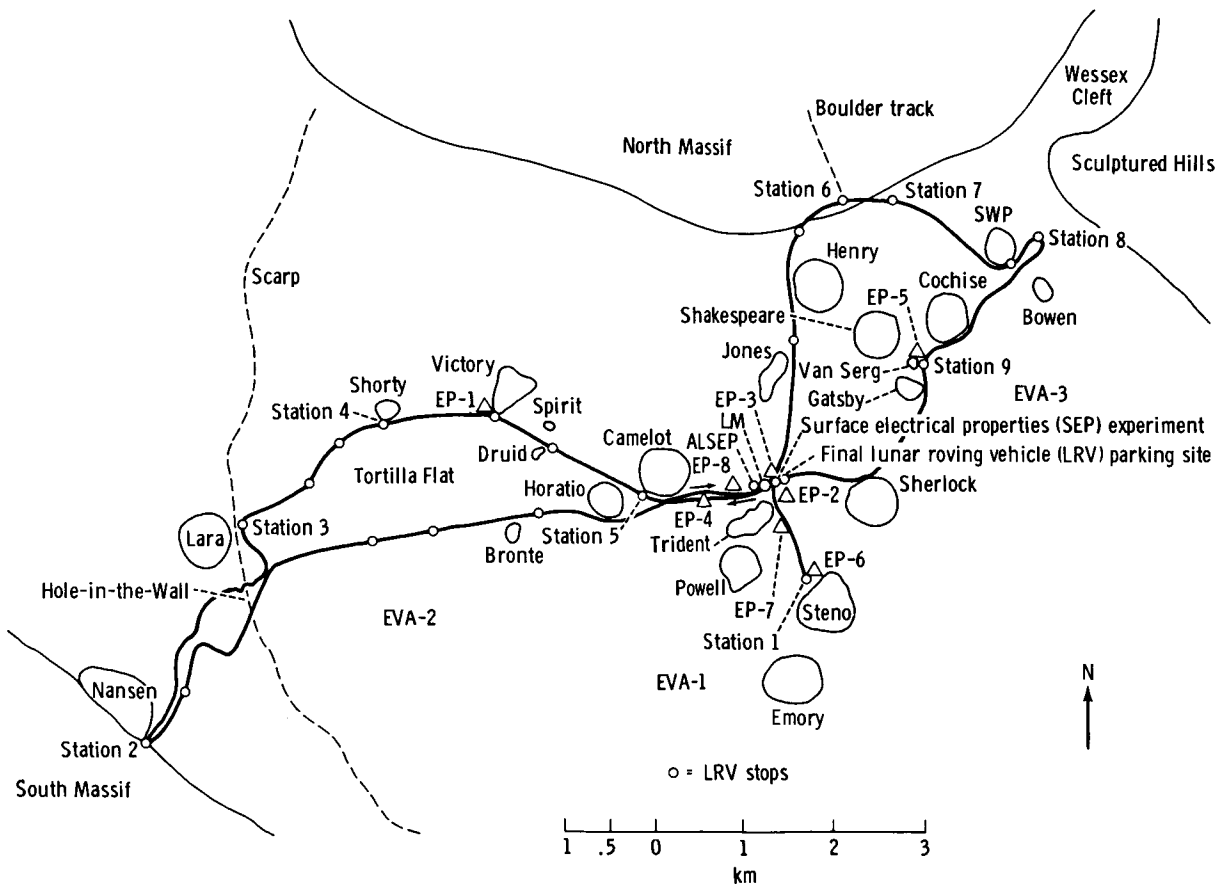 Wessex
Cleft
Boulder track
North Massif
Sculptured Hills
Station 6
Station 7
SWP
Station 8
Henry
Scarp
Cochise
EP-5
Bowen
Shakespeare
Jones
Victory
Van Serg
Station 9
Shorty
EP-1
Gatsby
EVA-3
Spirit
EP-3
Station 4
LM
Surface electrical properties (SEP) experiment
Camelot
ALSEP
Final lunar roving vehicle (LRV) parking site
Druid
EP-8
Tortilla Flat
EP-2
Sherlock
Horatio
EP-4
Station 3
Station 5
Lara
Bronte
Trident
EP-6
Hole-in-the-Wall
Powell
EP-7
Steno
EVA-2
Station 1
EVA-1
Nansen
N
Emory
Station 2
South Massif
= LRV stops
1 .5 0 1 2 3
km